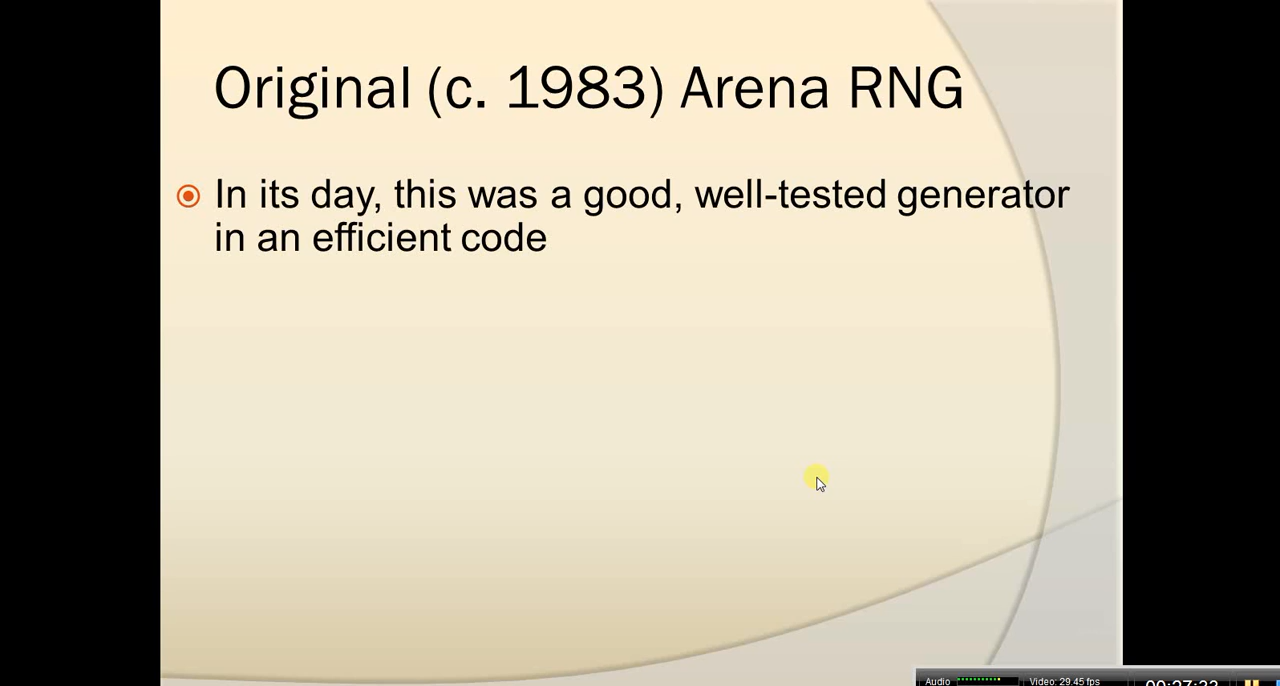 Original (c. 1983) Arena RNG
In its day, this was a good, well-tested generator
in an efficient code
Audio
Video: 29.45 fps